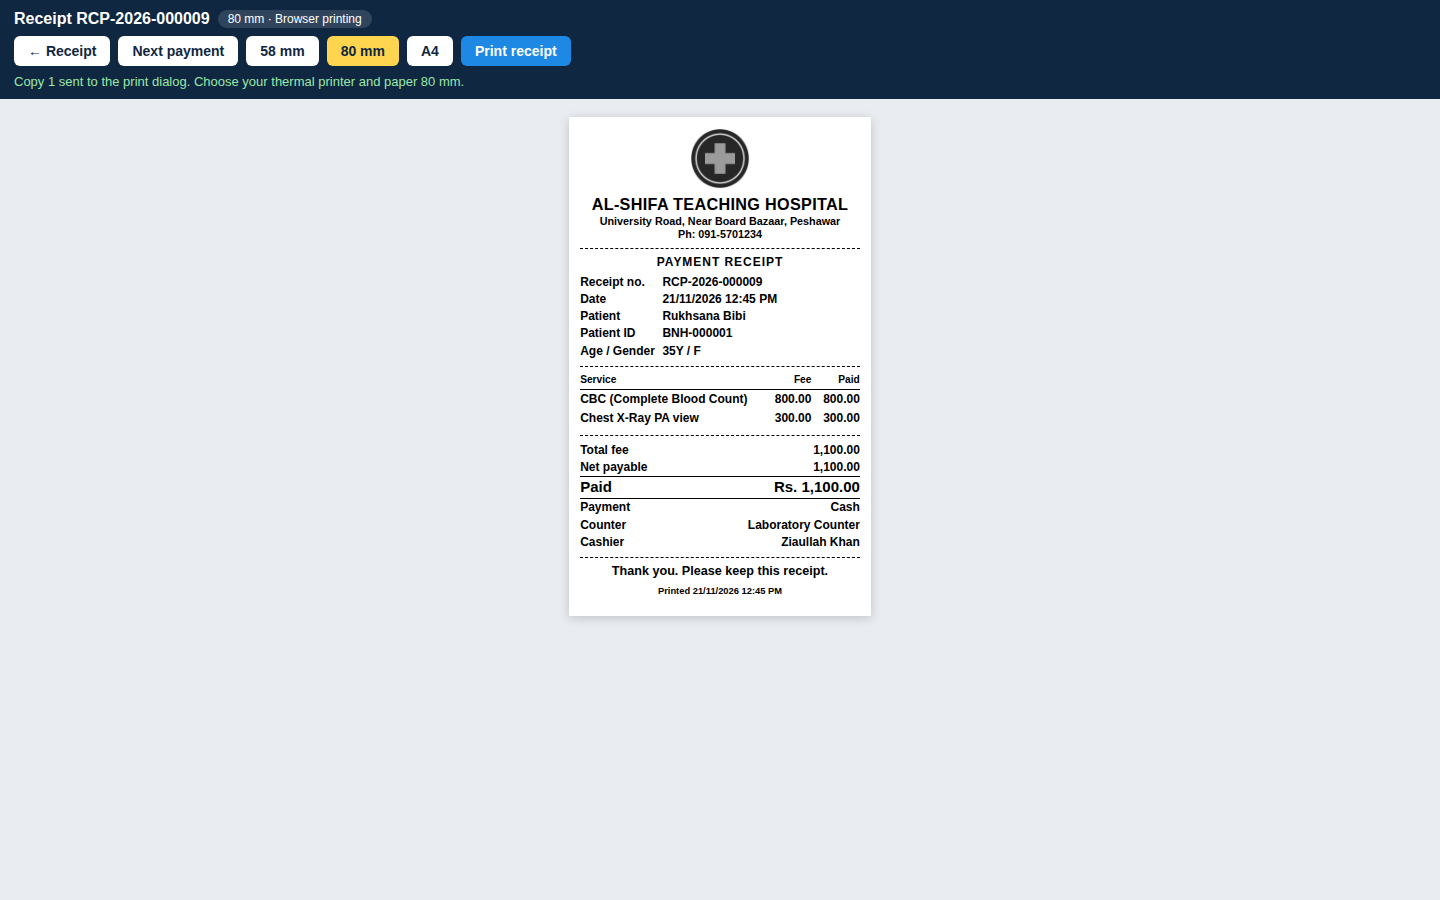 Receipt RCP-2026-000009 80 mm · Browser printing
← Receipt Next payment 58 mm 80 mm A4 Print receipt
Copy 1 sent to the print dialog. Choose your thermal printer and paper 80 mm.
AL-SHIFA TEACHING HOSPITAL
University Road, Near Board Bazaar, Peshawar
Ph: 091-5701234
PAYMENT RECEIPT
Receipt no. RCP-2026-000009
Date 21/11/2026 12:45 PM
Patient Rukhsana Bibi
Patient ID BNH-000001
Age / Gender 35Y / F
Service Fee Paid
CBC (Complete Blood Count) 800.00 800.00
Chest X-Ray PA view 300.00 300.00
Total fee 1,100.00
Net payable 1,100.00
Paid Rs. 1,100.00
Payment Cash
Counter Laboratory Counter
Cashier Ziaullah Khan
Thank you. Please keep this receipt.
Printed 21/11/2026 12:45 PM